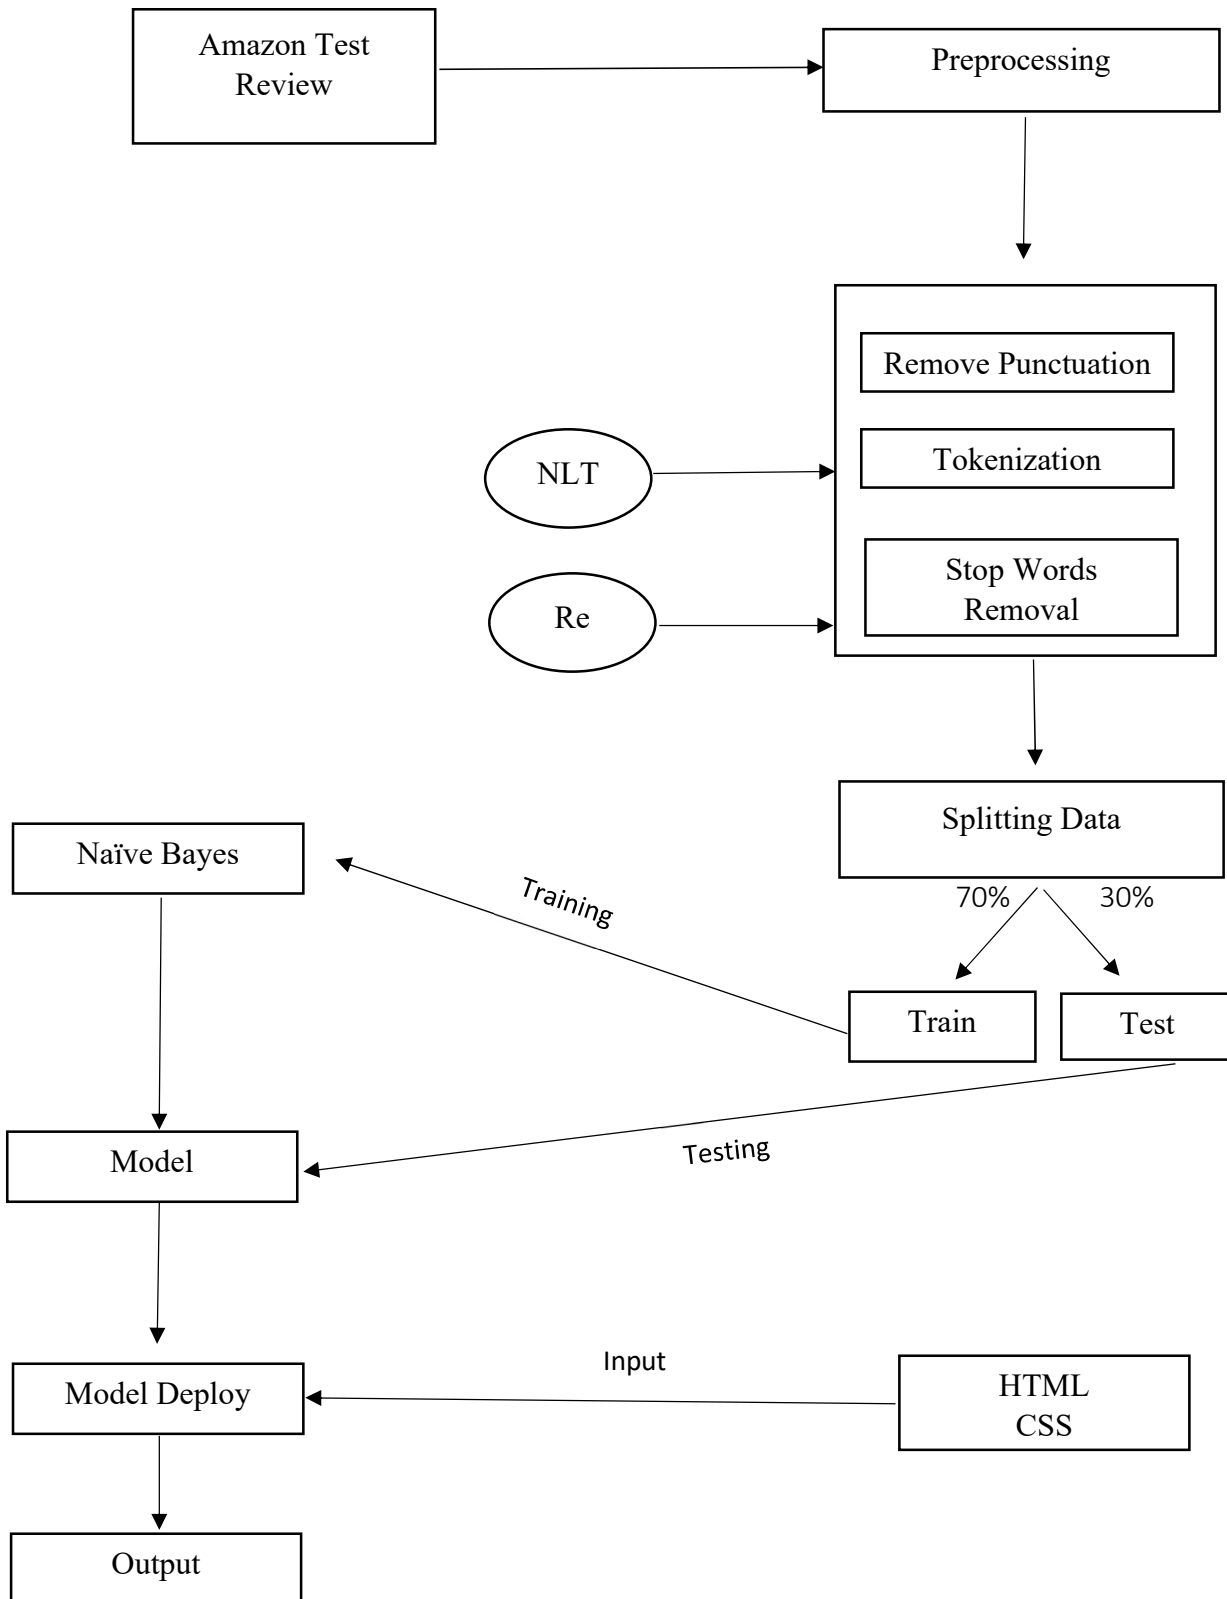 Amazon Test
Review
Preprocessing
Remove Punctuation
NLT
Tokenization
Stop Words
Removal
Re
Splitting Data
Naïve Bayes
Training
70%
30%
Train
Test
Model
Testing
Input
Model Deploy
HTML
CSS
Output